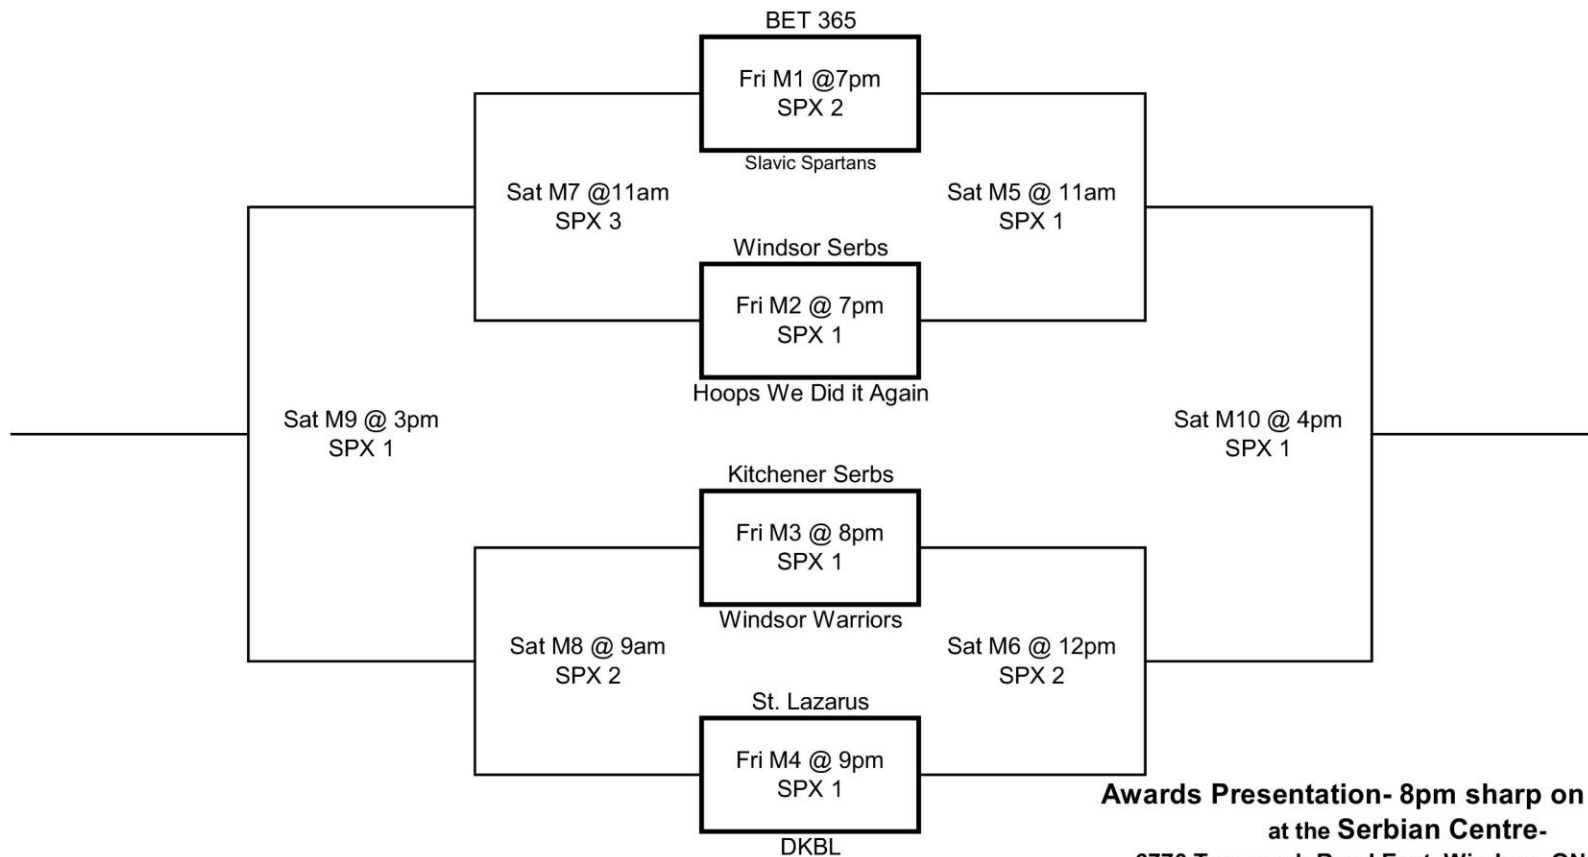 BET 365
Fri M1 @7pm
SPX 2
Slavic Spartans
Sat M7 @11am
SPX 3
Sat M5 @ 11am
SPX 1
Windsor Serbs
Fri M2 @ 7pm
SPX 1
Hoops We Did it Again
Sat M9 @ 3pm
SPX 1
Sat M10 @ 4pm
SPX 1
Kitchener Serbs
Fri M3 @ 8pm
SPX 1
Windsor Warriors
Sat M8 @ 9am
SPX 2
Sat M6 @ 12pm
SPX 2
St. Lazarus
Fri M4 @ 9pm
SPX 1
DKBL
Awards Presentation- 8pm sharp on
at the Serbian Centre-